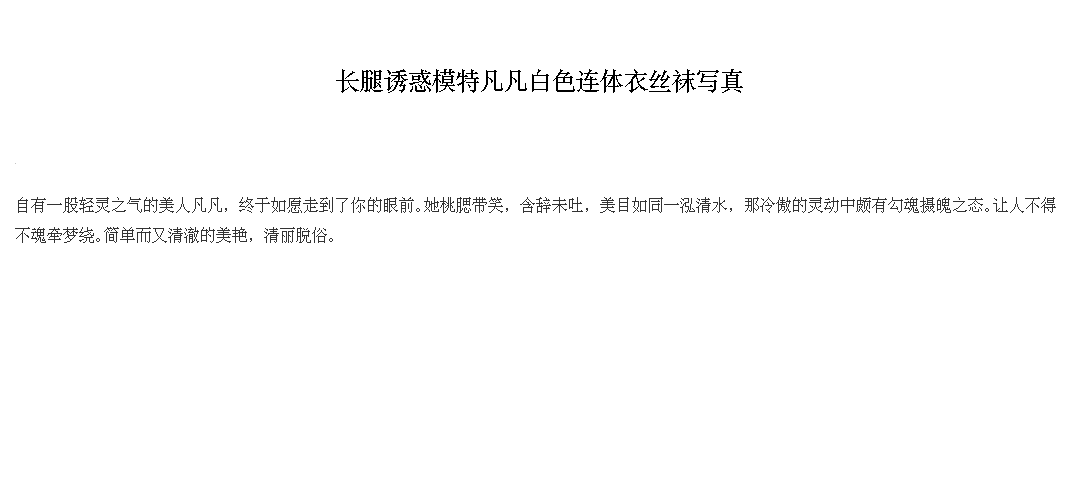 长腿诱惑模特凡凡白色连体衣丝袜写真
自有一股轻灵之气的美人凡凡，终于如愿走到了你的眼前。她桃腮带笑，含辞未吐，美目如同一泓清水，那冷傲的灵动中颇有勾魂摄魄之态。让人不得
不魂牵梦绕。简单而又清澈的美艳，清丽脱俗。